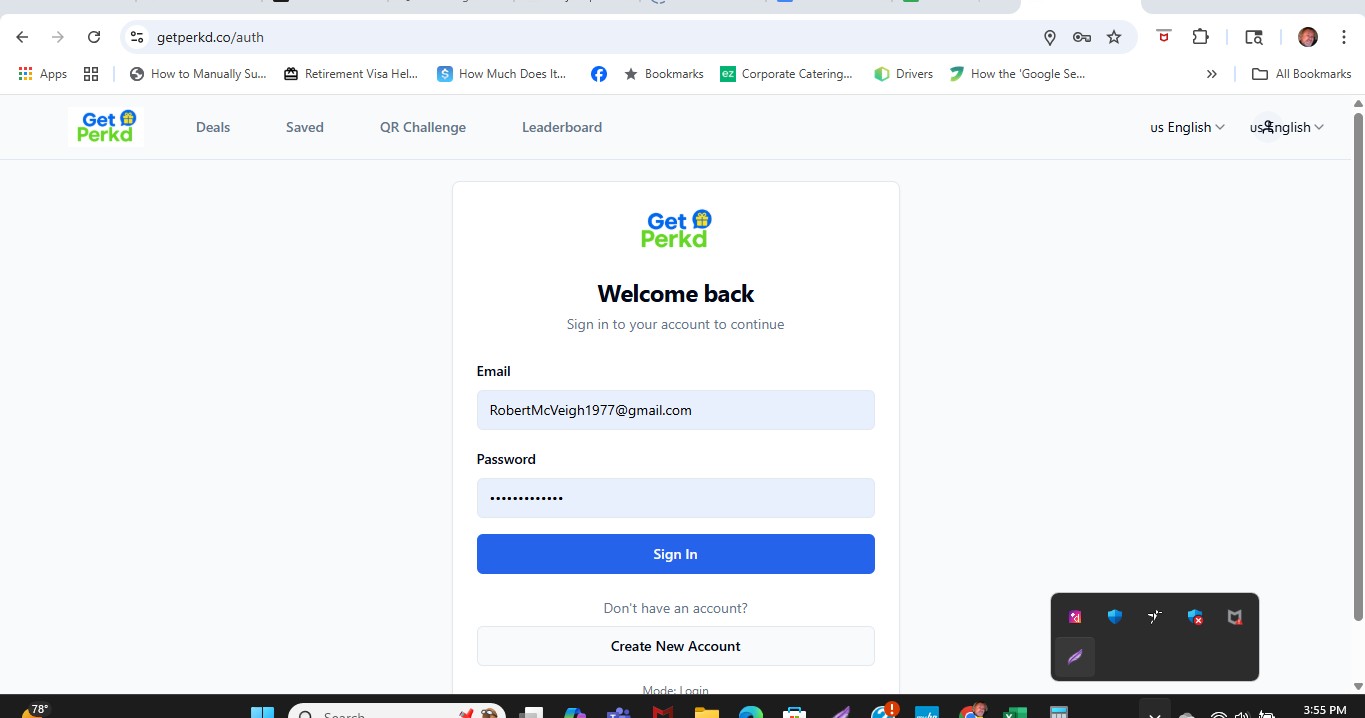 getperkd.co/auth
Apps
How to Manually Su...
Retirement Visa Hel...
How Much Does It...
Bookmarks
ez
Corporate Catering...
Drivers
How the 'Google Se...
All Bookmarks
Get Perkd
Deals
Saved
QR Challenge
Leaderboard
us English
us English
Get
Perkd
Welcome back
Sign in to your account to continue
Email
RobertMcVeigh1977@gmail.com
Password
•••••••••••••
Sign In
Don't have an account?
Create New Account
Mode: Login
78°
Search
3:55 PM